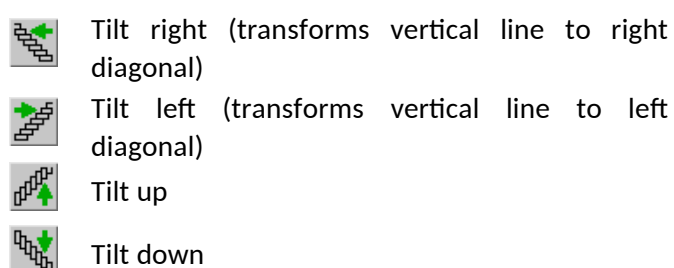 Tilt right (transforms vertical line to right
diagonal)
Tilt left (transforms vertical line to left
diagonal)
Tilt up
Tilt down